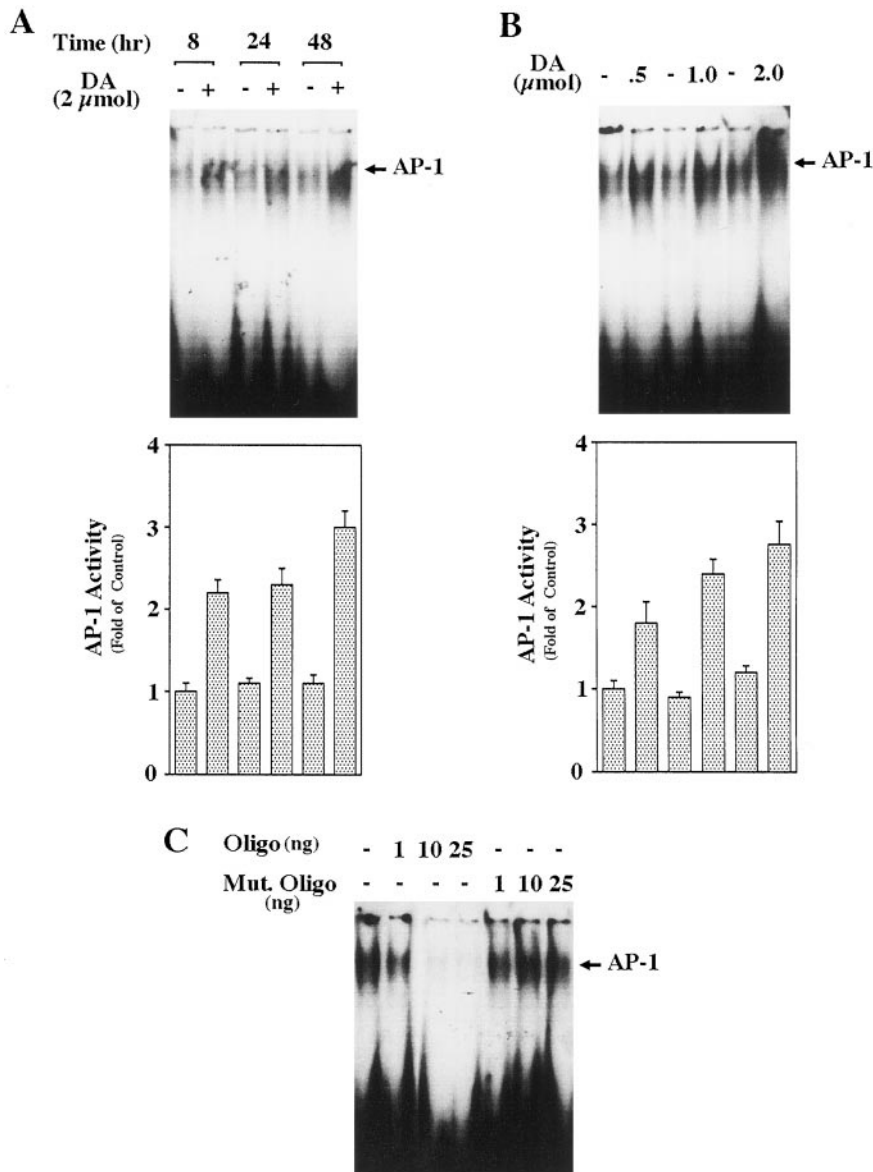 A
Time (hr) 8 24 48
DA - + - + - +
(2 µmol)
← AP-1
4
3
2
1
0
AP-1 Activity
(Fold of Control)
B
DA - .5 - 1.0 - 2.0
(µmol)
← AP-1
4
3
2
1
0
AP-1 Activity
(Fold of Control)
C
Oligo (ng) - 1 10 25 - - -
Mut. Oligo - - - - 1 10 25
(ng)
← AP-1